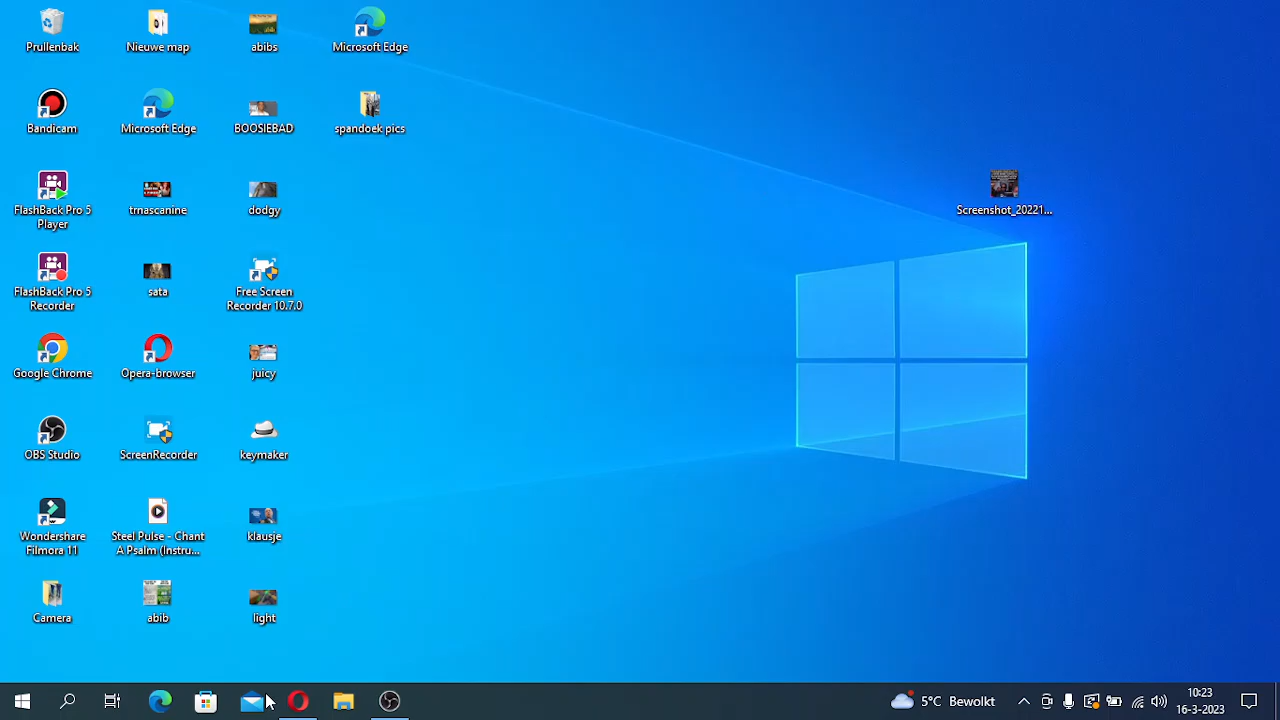 Prullenbak
Nieuwe map
abibs
Microsoft Edge
Bandicam
Microsoft Edge
BOOSIEBAD
spandoek pics
FlashBack Pro 5
Player
trnascanine
dodgy
Screenshot_20221...
FlashBack Pro 5
Recorder
sata
Free Screen
Recorder 10.7.0
Google Chrome
Opera-browser
juicy
OBS Studio
ScreenRecorder
keymaker
Wondershare
Filmora 11
Steel Pulse - Chant
A Psalm (Instru...
klausje
Camera
abib
light
5°C Bewolkt
10:23
16-3-2023